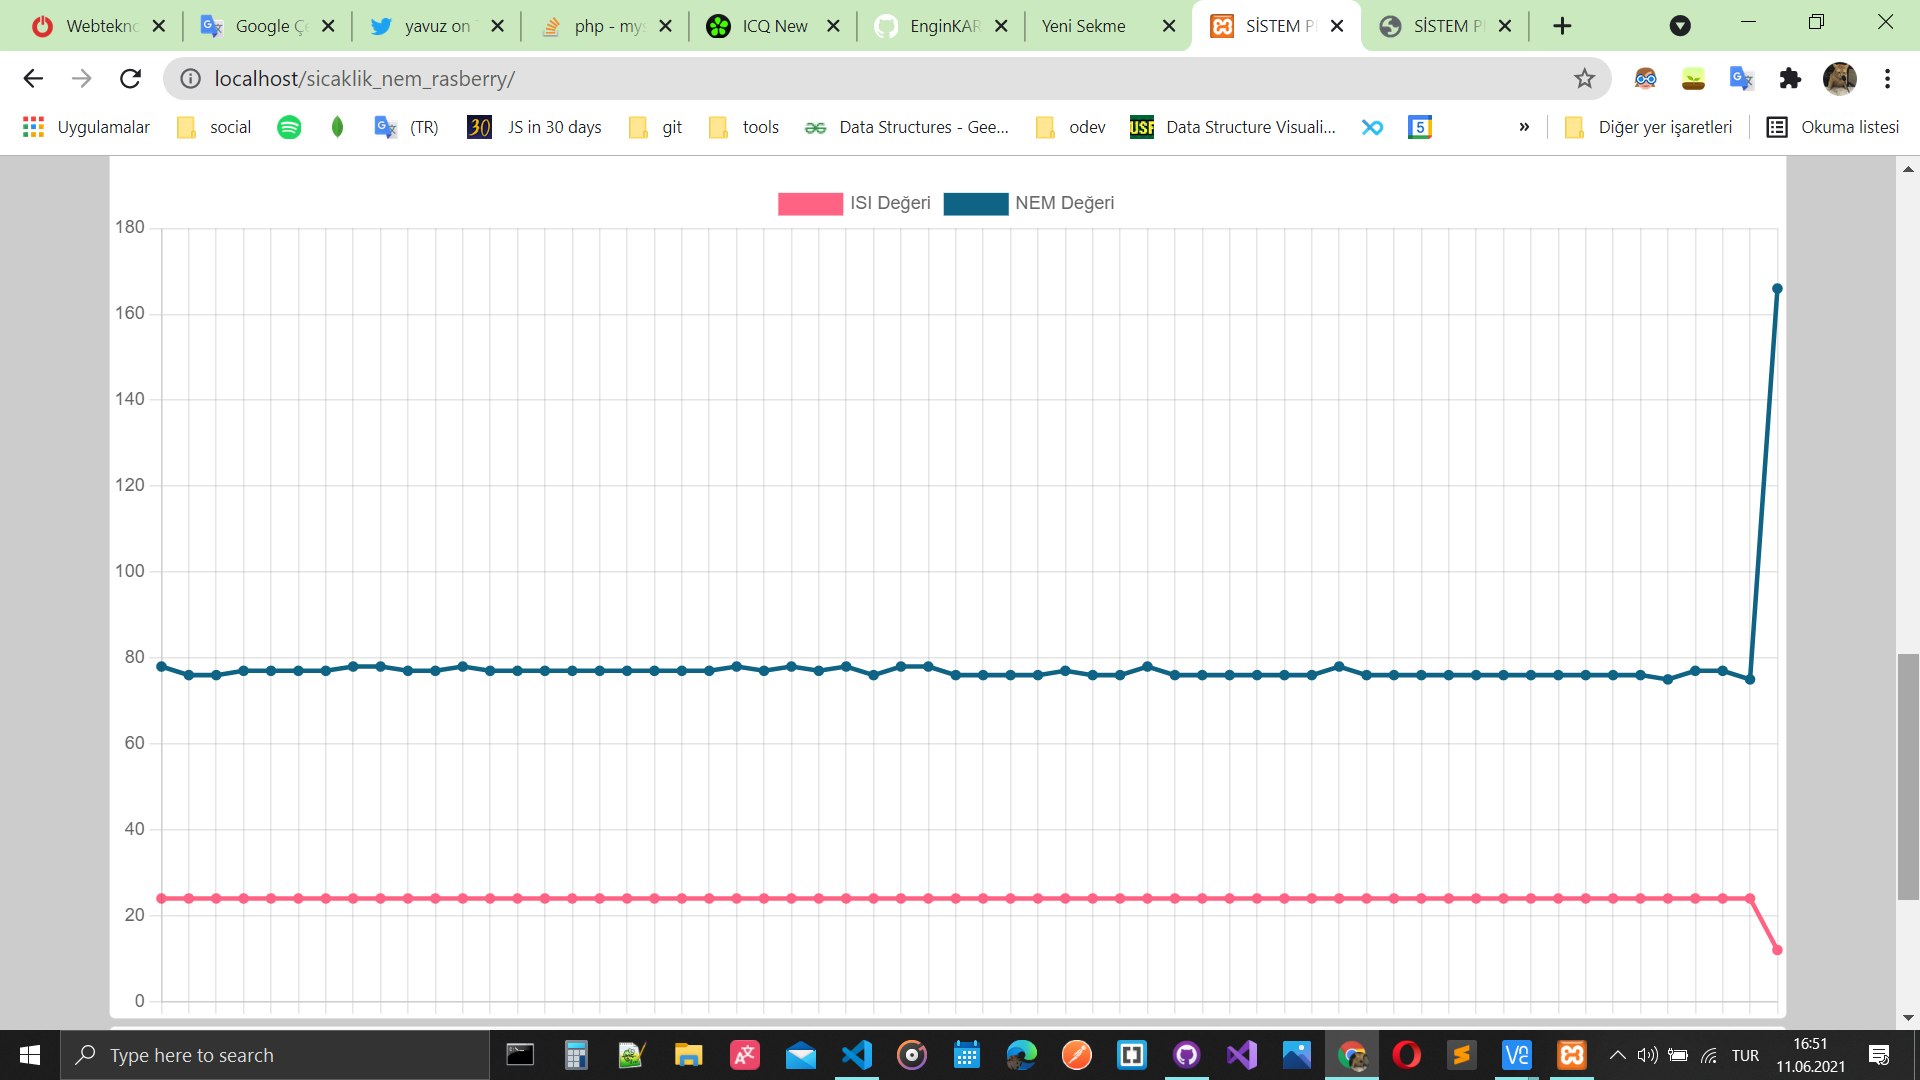 Webtekno
Google Çe
yavuz on
php - mys
ICQ New
EnginKAR
Yeni Sekme
SİSTEM P
SİSTEM P
localhost/sicaklik_nem_rasberry/
Uygulamalar
social
(TR)
30
JS in 30 days
git
tools
Data Structures - Gee...
odev
USF
Data Structure Visuali...
5
»
Diğer yer işaretleri
Okuma listesi
ISI Değeri
NEM Değeri
180
160
140
120
100
80
60
40
20
0
Type here to search
TUR
16:51
11.06.2021